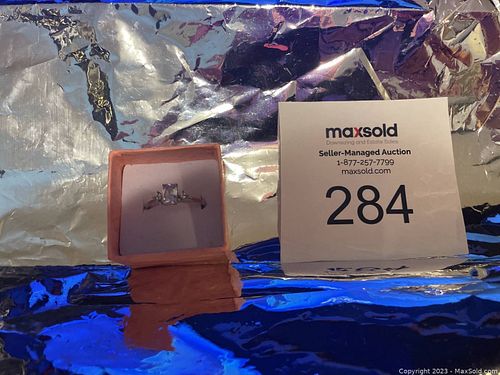 maxsold
Downsizing and Estate Sales
Seller-Managed Auction
1-877-257-7799
maxsold.com
284
Copyright 2023 - MaxSold.com